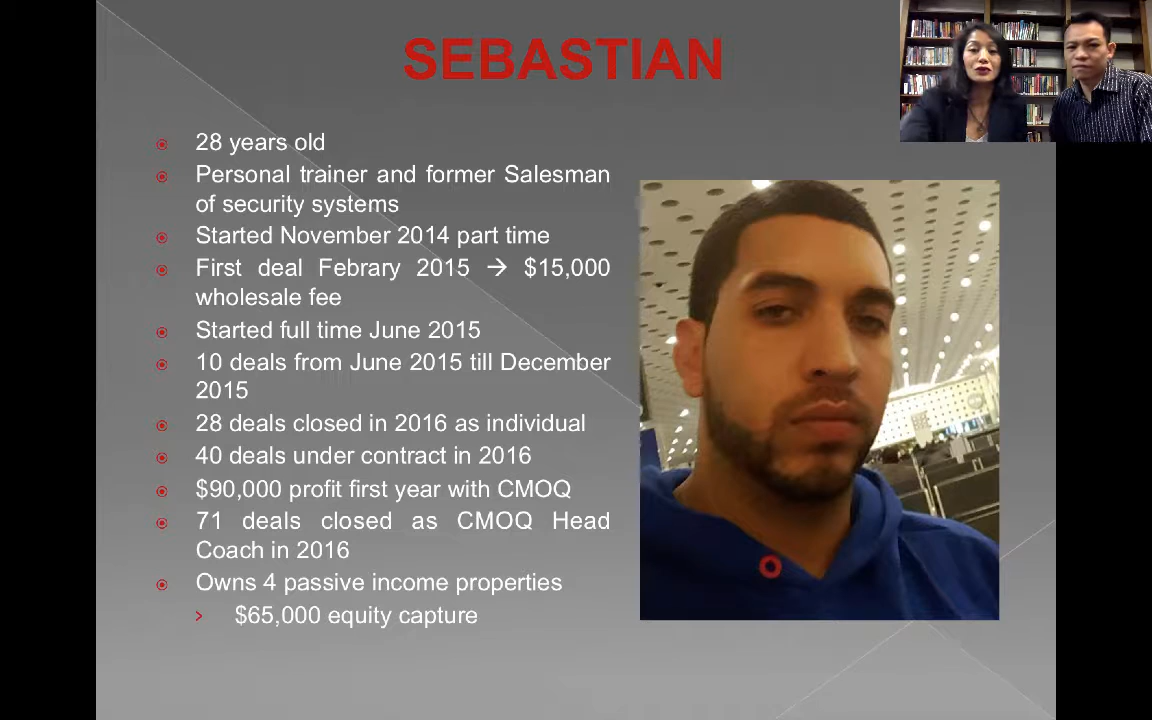 SEBASTIAN
28 years old
Personal trainer and former Salesman
of security systems
Started November 2014 part time
First deal Febrary 2015 → $15,000
wholesale fee
Started full time June 2015
10 deals from June 2015 till December
2015
28 deals closed in 2016 as individual
40 deals under contract in 2016
$90,000 profit first year with CMOQ
71 deals closed as CMOQ Head
Coach in 2016
Owns 4 passive income properties
$65,000 equity capture